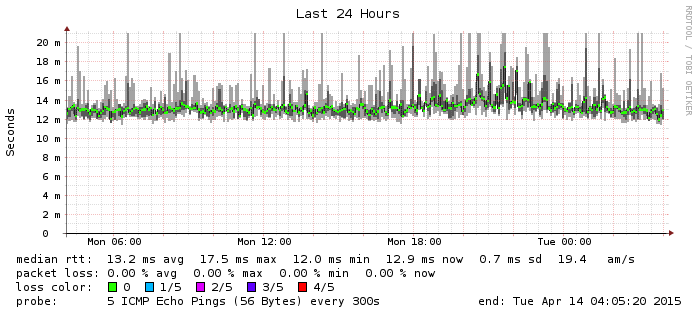 Last 24 Hours
RRDTOOL / TOBI OETIKER
Seconds
20 m
18 m
16 m
14 m
12 m
10 m
8 m
6 m
4 m
2 m
0
Mon 06:00 Mon 12:00 Mon 18:00 Tue 00:00
median rtt: 13.2 ms avg 17.5 ms max 12.0 ms min 12.9 ms now 0.7 ms sd 19.4 am/s
packet loss: 0.00 % avg 0.00 % max 0.00 % min 0.00 % now
loss color: 0 1/5 2/5 3/5 4/5
probe: 5 ICMP Echo Pings (56 Bytes) every 300s end: Tue Apr 14 04:05:20 2015